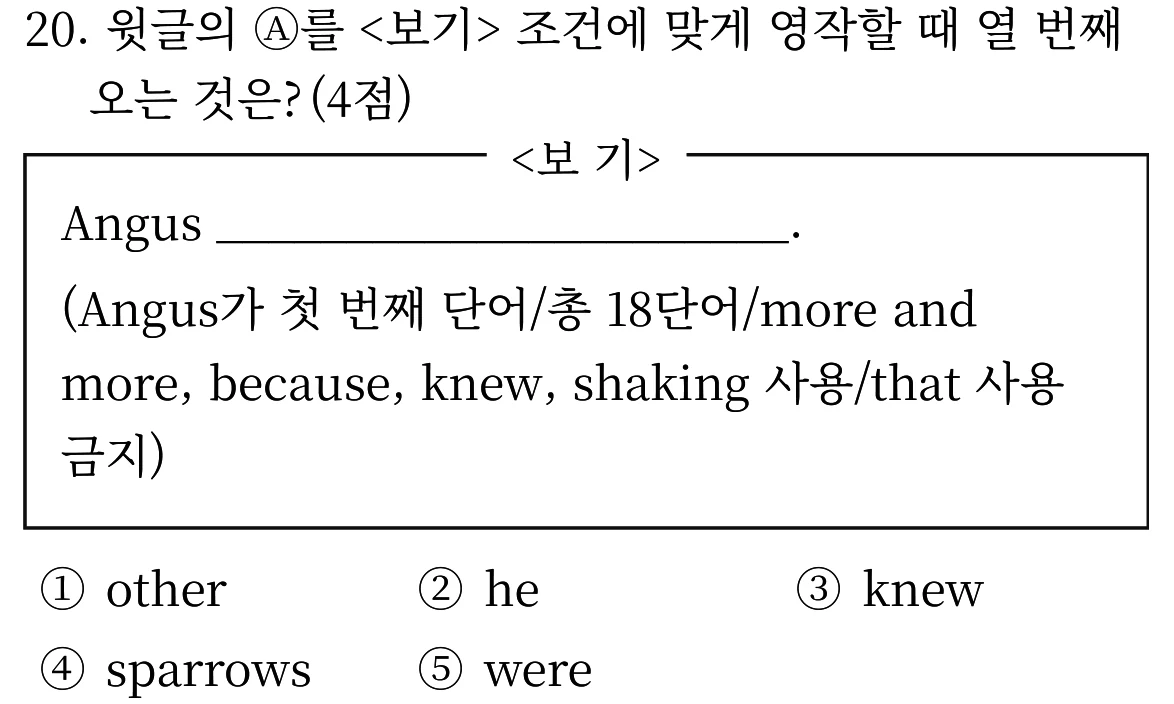 20. 윗글의 Ⓐ를 <보기> 조건에 맞게 영작할 때 열 번째
오는 것은?(4점)
<보 기>
Angus ______________________.
(Angus가 첫 번째 단어/총 18단어/more and
more, because, knew, shaking 사용/that 사용
금지)
① other ② he ③ knew
④ sparrows ⑤ were